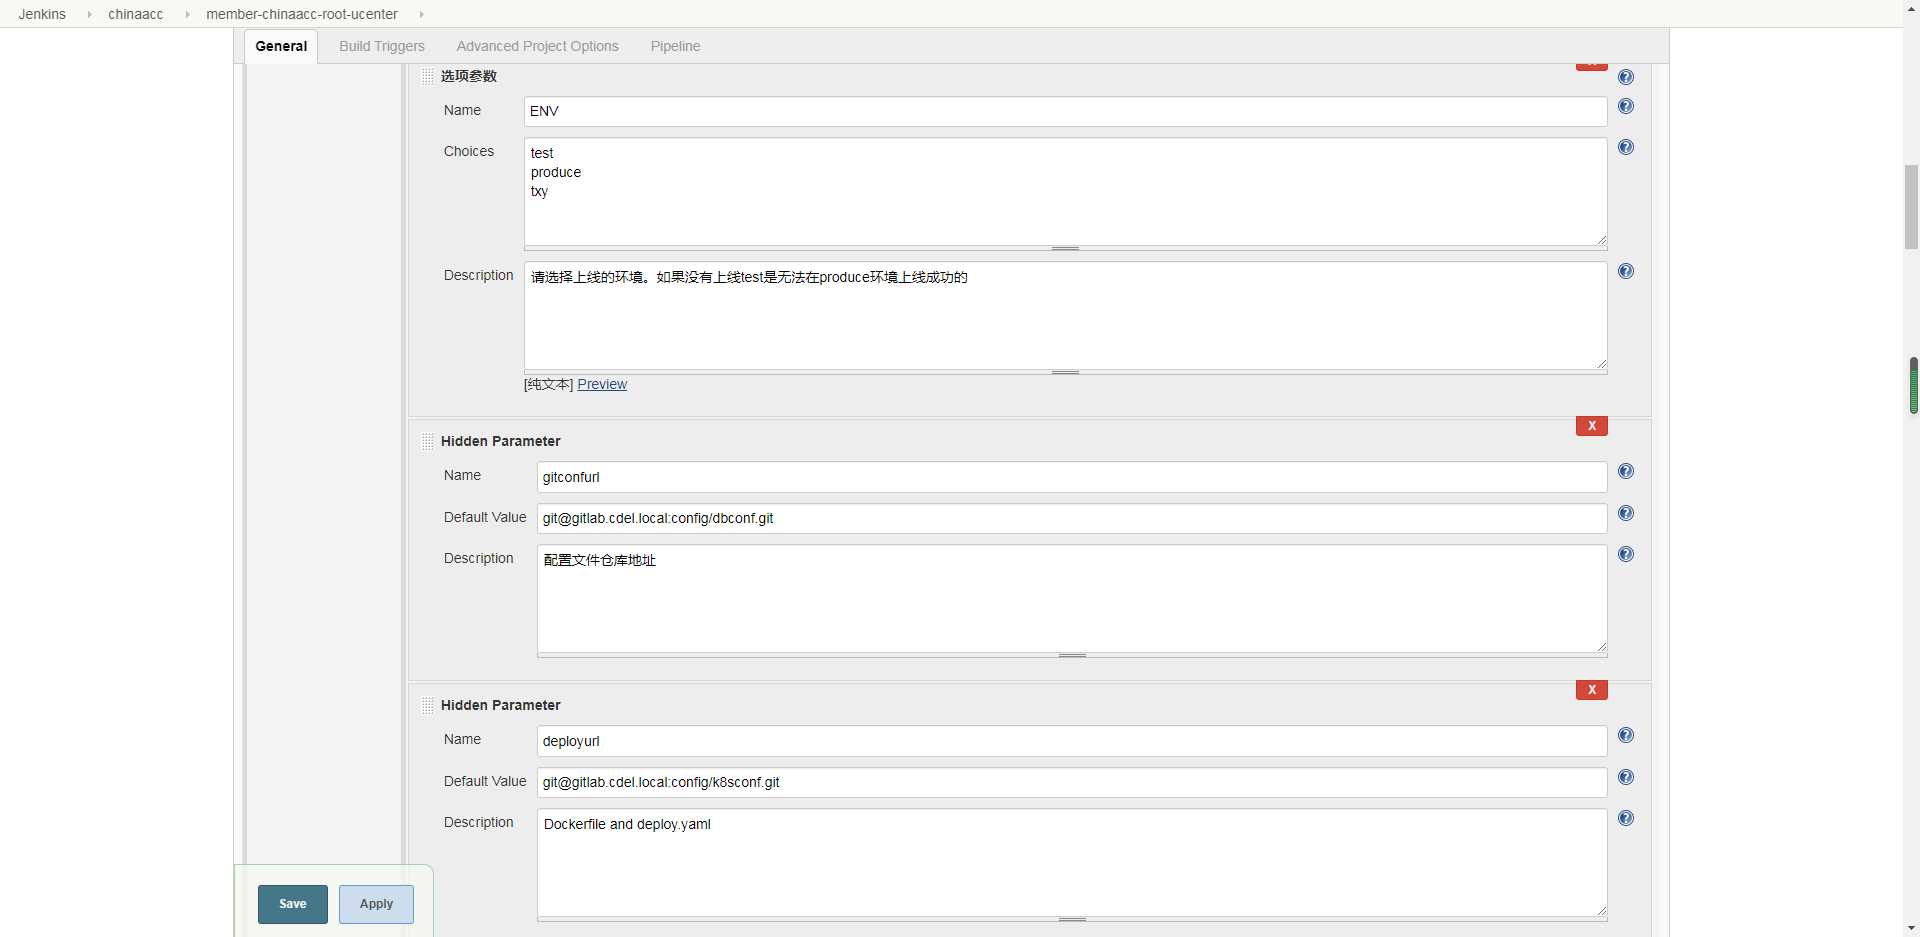 Jenkins chinaacc member-chinaacc-root-ucenter
General Build Triggers Advanced Project Options Pipeline
选项参数
Name ENV
Choices test
produce
txy
Description 请选择上线的环境。如果没有上线test是无法在produce环境上线成功的
[纯文本] Preview
X
Hidden Parameter
Name gitconfurl
Default Value git@gitlab.cdel.local:config/dbconf.git
Description 配置文件仓库地址
X
Hidden Parameter
Name deployurl
Default Value git@gitlab.cdel.local:config/k8sconf.git
Description Dockerfile and deploy.yaml
Save Apply